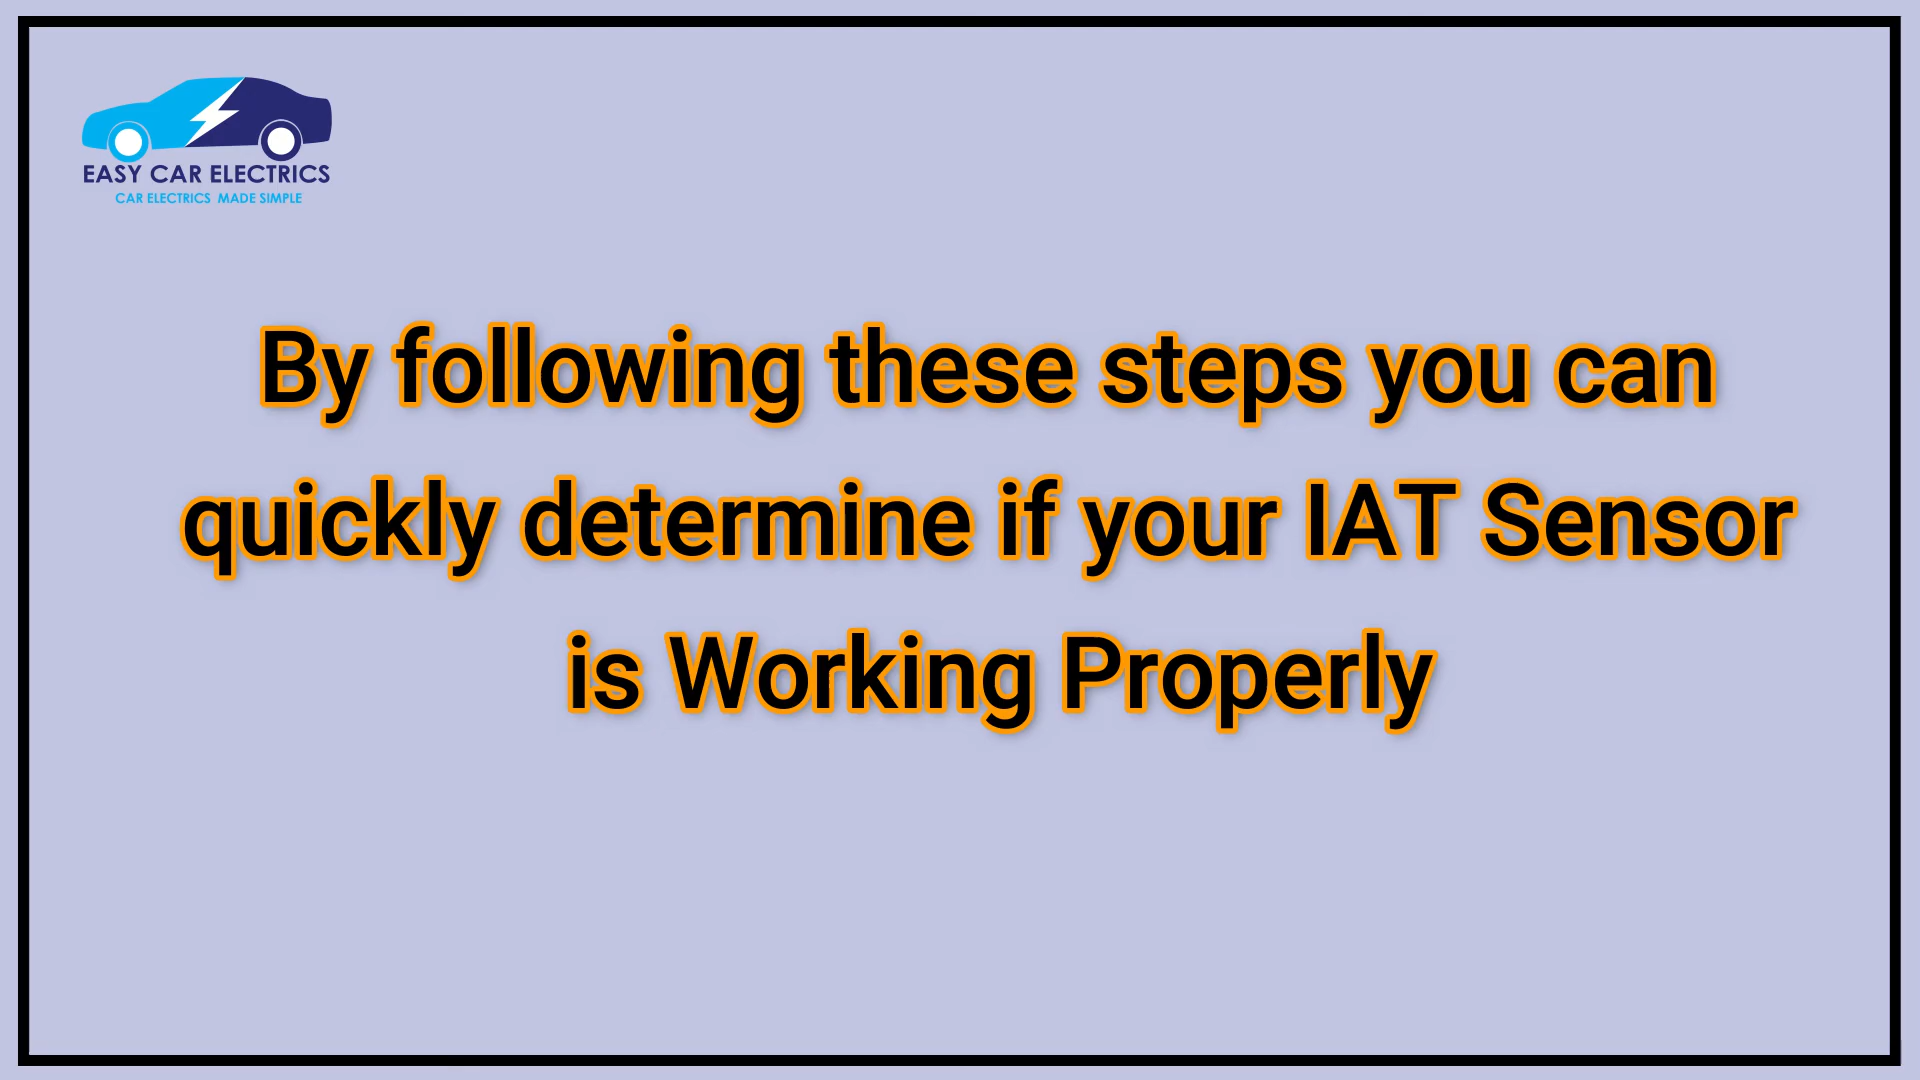 EASY CAR ELECTRICS
CAR ELECTRICS MADE SIMPLE
By following these steps you can
quickly determine if your IAT Sensor
is Working Properly